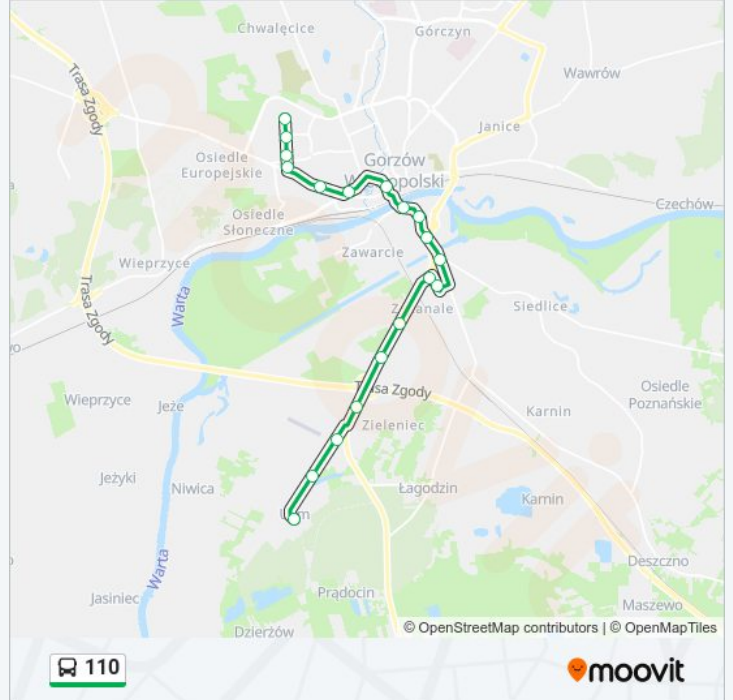 Chwalęcice
Górczyn
Trasa Zgody
Wawrów
Janice
Osiedle
Europejskie
Gorzów
Osiedle
Słoneczne
Czechów
Zawarcie
Wieprzyce
Warta
Trasa Zgody
Siedlice
Trasa Zgody
Osiedle
Poznańskie
Wieprzyce
Jeże
Karnin
Zieleniec
Jeżyki
Niwica
Łagodzin
Karnin
Warta
Deszczno
Jasiniec
Prądocin
Maszewo
Dzierżów
© OpenStreetMap contributors | © OpenMapTiles
110
moovit